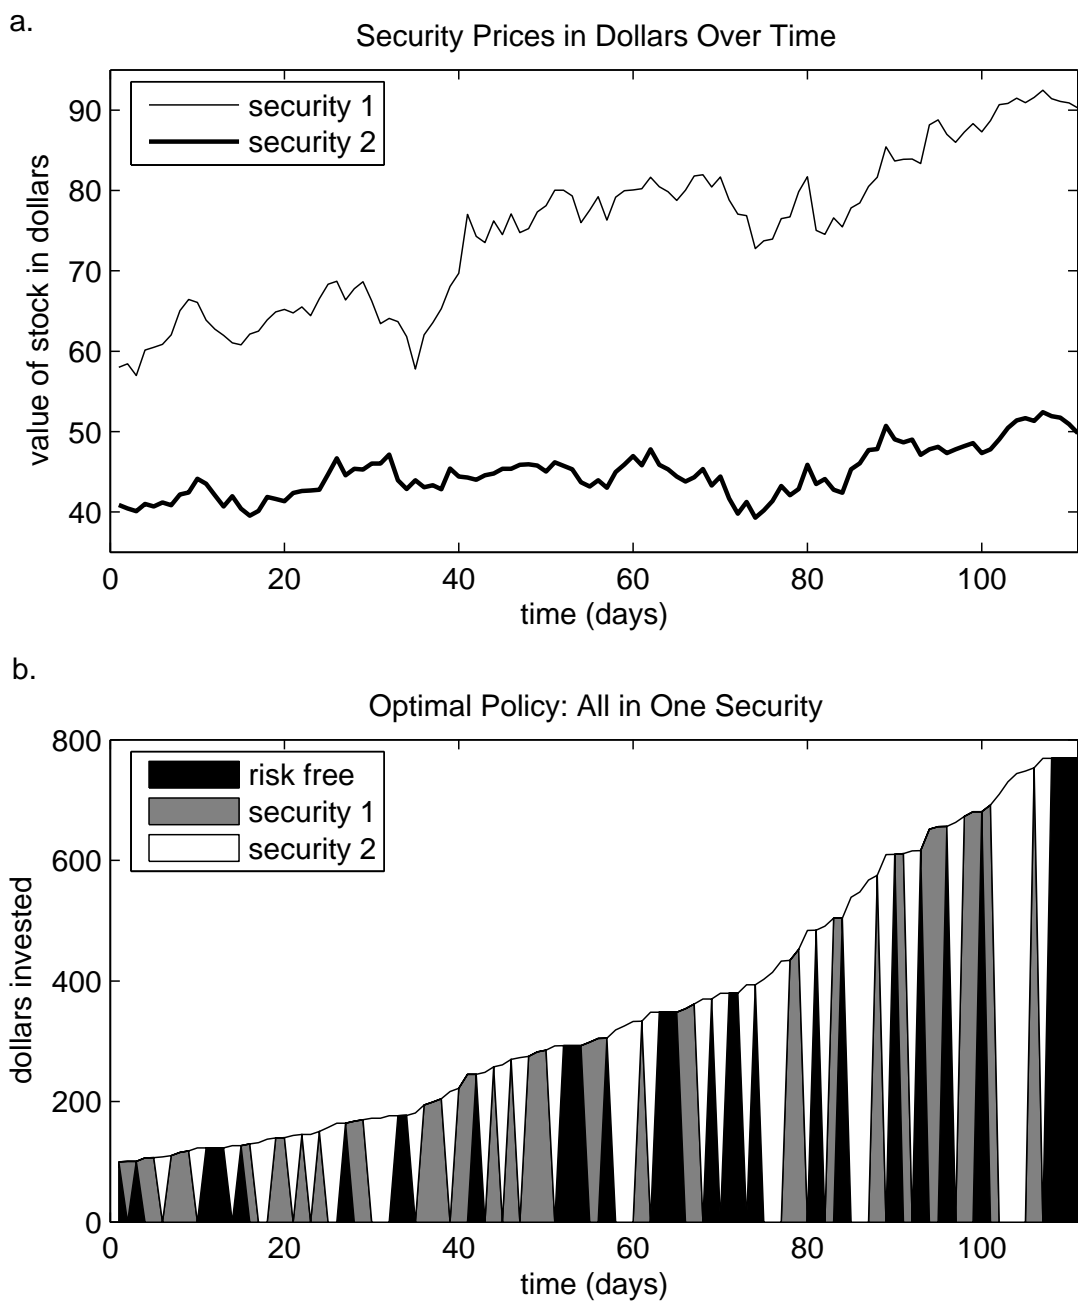 a.
Security Prices in Dollars Over Time
security 1
security 2
90
80
70
60
50
40
value of stock in dollars
0 20 40 60 80 100
time (days)
b.
Optimal Policy: All in One Security
800
risk free
security 1
security 2
600
400
200
0
dollars invested
0 20 40 60 80 100
time (days)